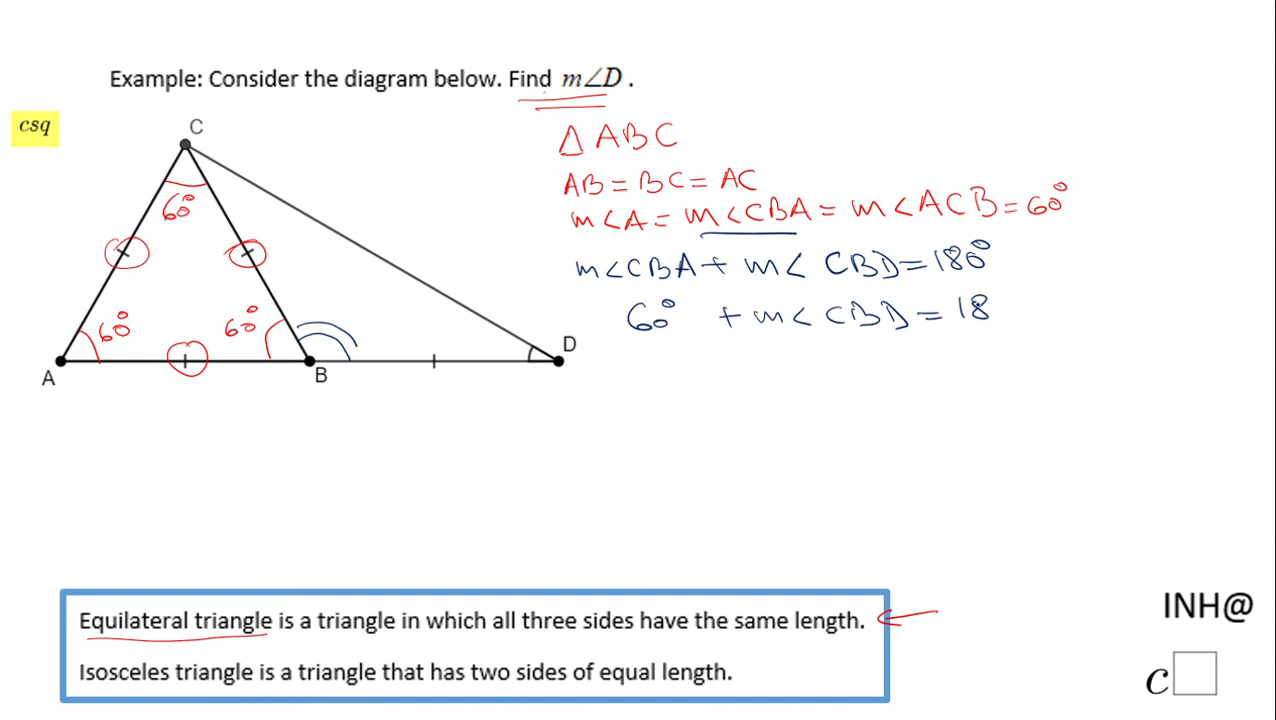 Example: Consider the diagram below. Find m∠D .
csq
C
△ ABC
AB = BC = AC
60°
m∠A = m∠CBA = m∠ACB = 60°
m∠CBA + m∠CBD = 180°
60° + m∠CBD = 18
60°
60°
D
A
B
Equilateral triangle is a triangle in which all three sides have the same length.
Isosceles triangle is a triangle that has two sides of equal length.
INH@
c